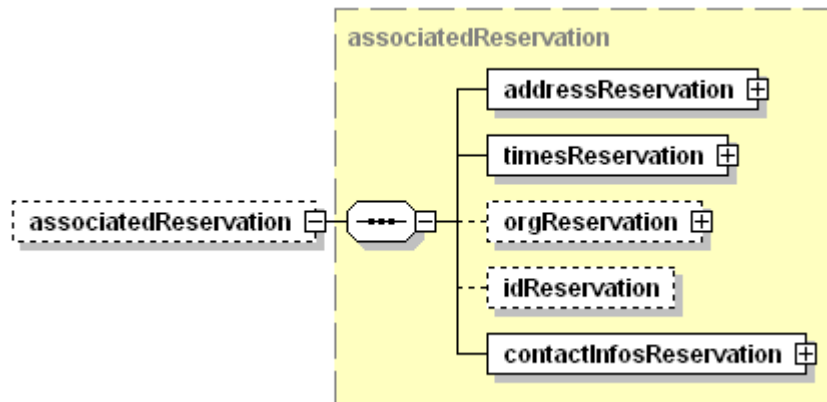 associatedReservation
addressReservation
timesReservation
associatedReservation
orgReservation
idReservation
contactInfosReservation